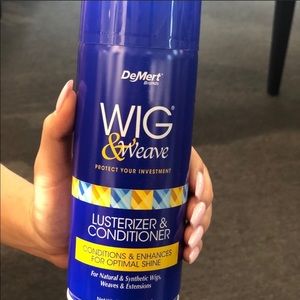 DeMert®
Brands
WIG®
& Weave
PROTECT YOUR INVESTMENT
LUSTERIZER &
CONDITIONER
CONDITIONS & ENHANCES
FOR OPTIMAL SHINE
For Natural & Synthetic Wigs,
Weaves & Extensions